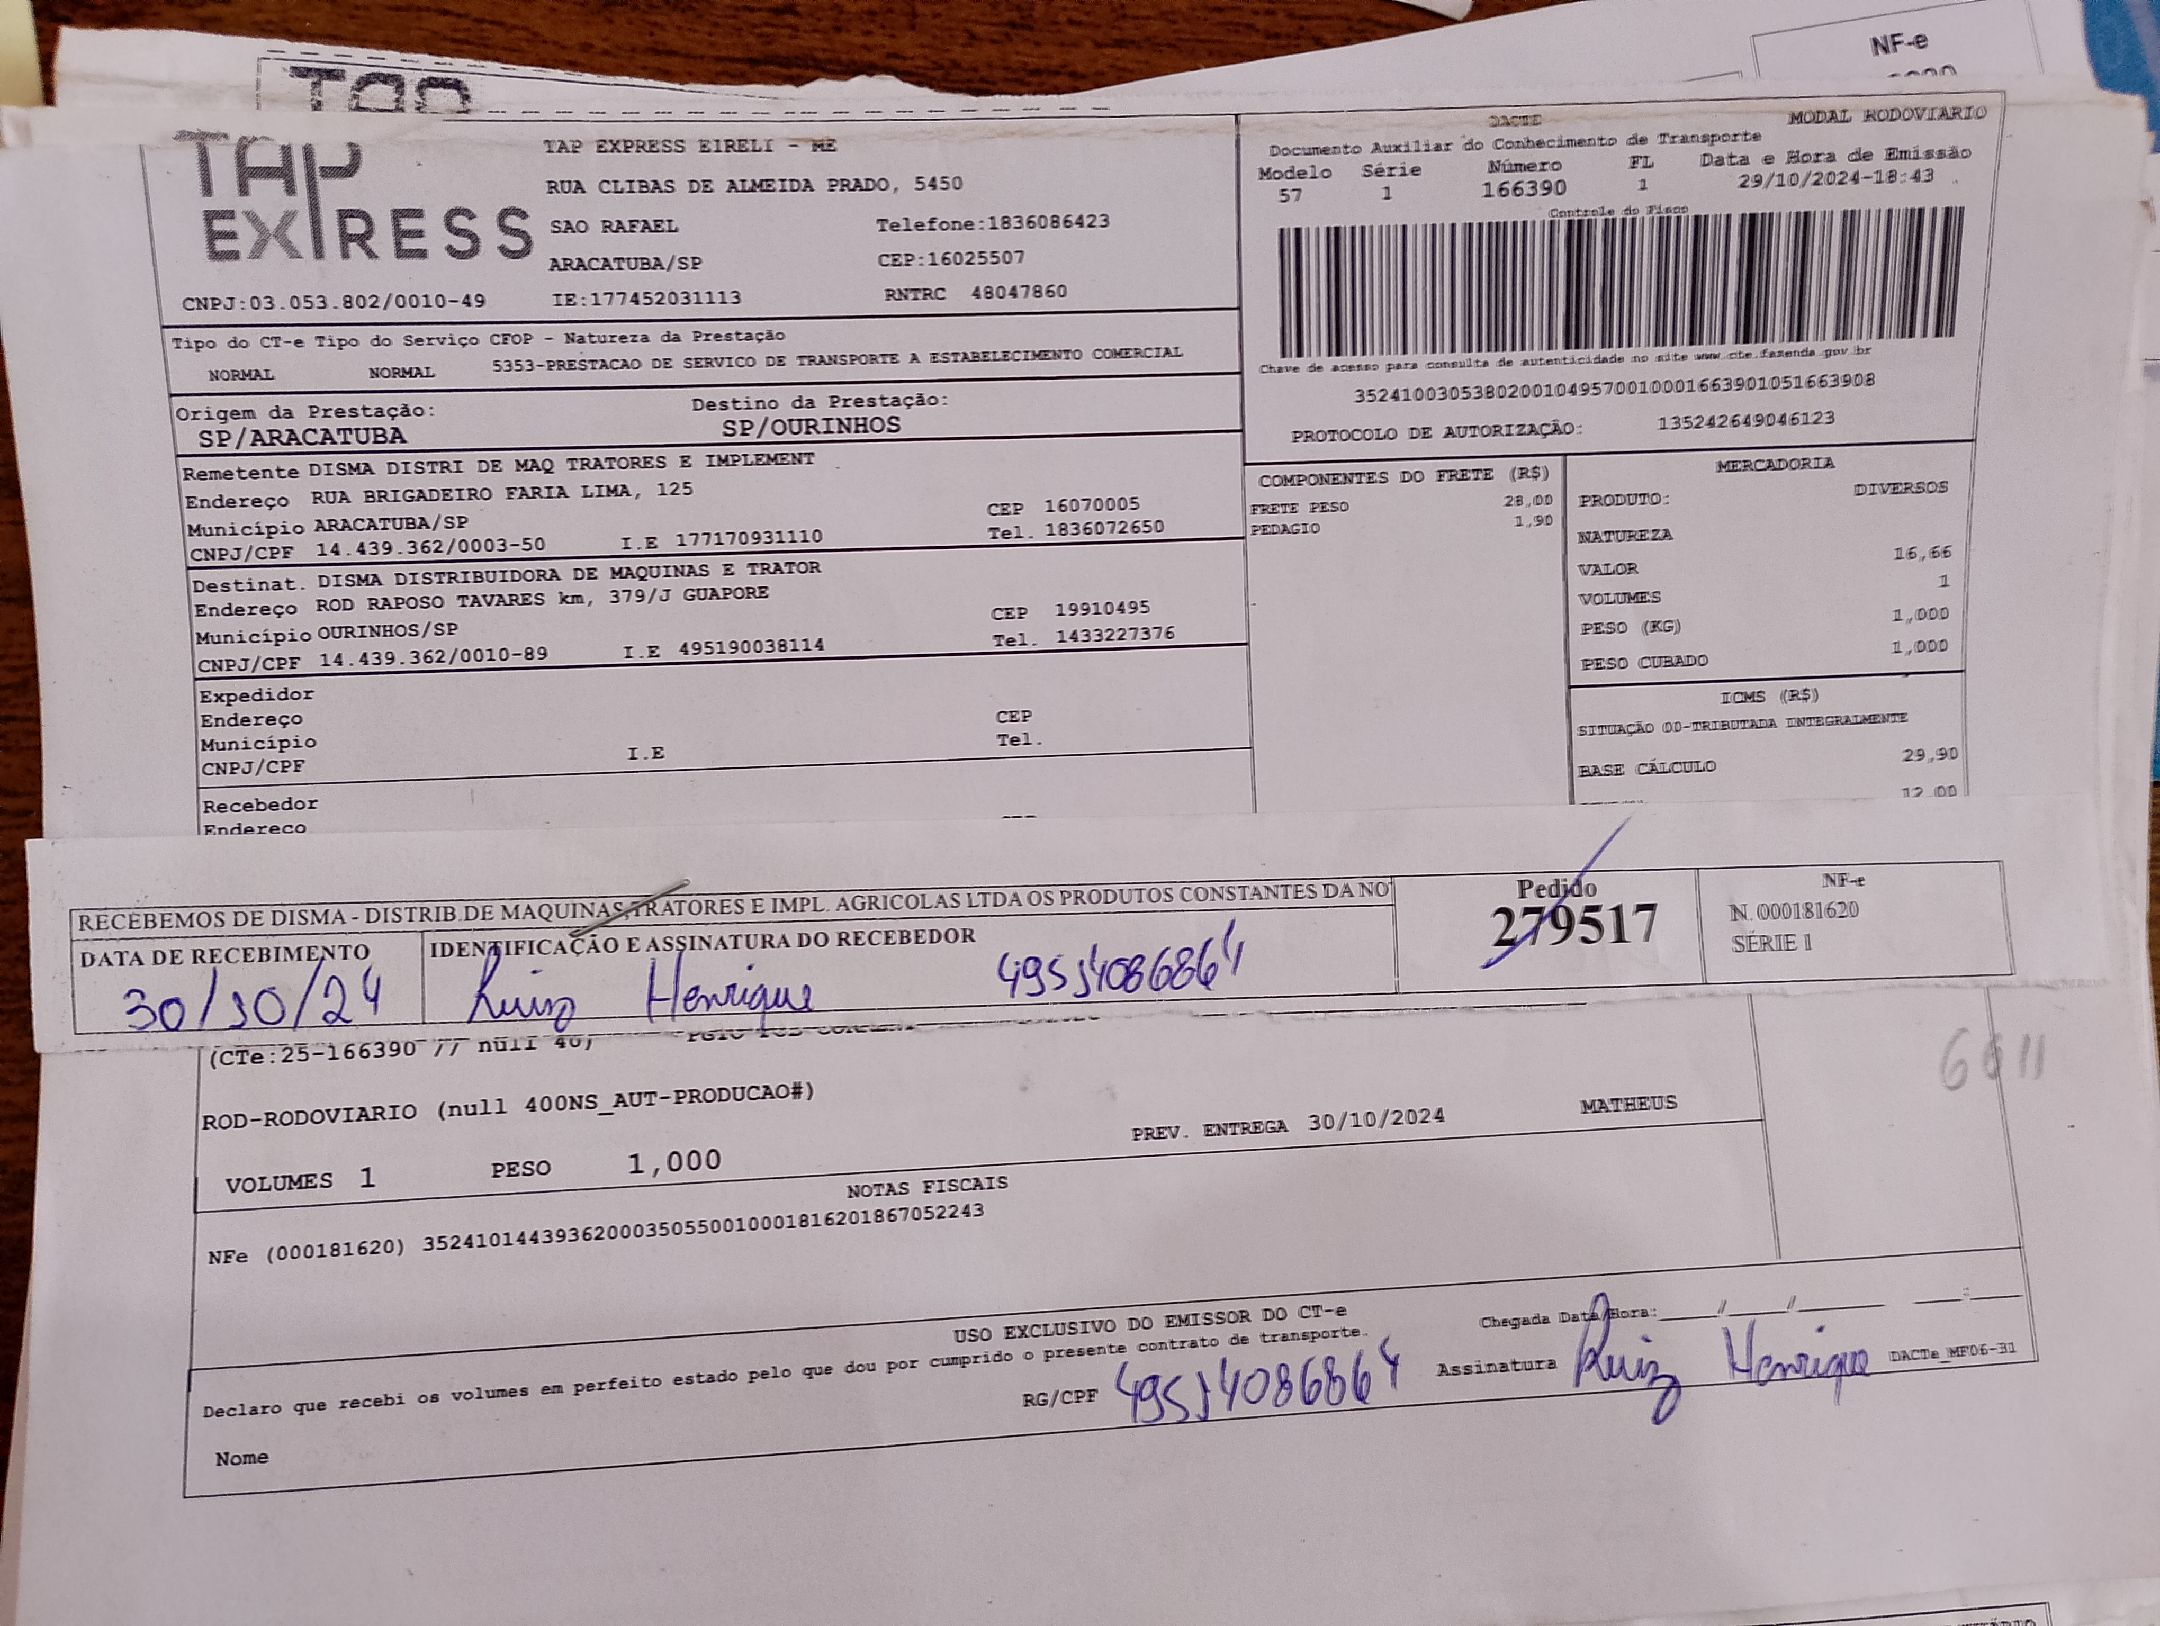 NF-e
TAP EXPRESS
TAP EXPRESS EIRELI - ME
RUA CLIBAS DE ALMEIDA PRADO, 5450
SAO RAFAEL Telefone:1836086423
ARACATUBA/SP CEP:16025507
CNPJ:03.053.802/0010-49 IE:177452031113 RNTRC 48047860
DACTE MODAL RODOVIARIO
Documento Auxiliar do Conhecimento de Transporte
Modelo Série Número FL Data e Hora de Emissão
57 1 166390 1 29/10/2024-18:43
Controle do Fisco
Chave de acesso para consulta de autenticidade no site www.cte.fazenda.gov.br
35241003053802001049570010001663901051663908
PROTOCOLO DE AUTORIZAÇÃO: 135242649046123
Tipo do CT-e Tipo do Serviço CFOP - Natureza da Prestação
NORMAL NORMAL 5353-PRESTACAO DE SERVICO DE TRANSPORTE A ESTABELECIMENTO COMERCIAL
Origem da Prestação: Destino da Prestação:
SP/ARACATUBA SP/OURINHOS
Remetente DISMA DISTRI DE MAQ TRATORES E IMPLEMENT
Endereço RUA BRIGADEIRO FARIA LIMA, 125 CEP 16070005
Município ARACATUBA/SP Tel. 1836072650
CNPJ/CPF 14.439.362/0003-50 I.E 177170931110
Destinat. DISMA DISTRIBUIDORA DE MAQUINAS E TRATOR
Endereço ROD RAPOSO TAVARES km, 379/J GUAPORE CEP 19910495
Município OURINHOS/SP Tel. 1433227376
CNPJ/CPF 14.439.362/0010-89 I.E 495190038114
Expedidor
Endereço CEP
Município Tel.
CNPJ/CPF I.E
Recebedor
Endereço
COMPONENTES DO FRETE (R$)
FRETE PESO 28,00
PEDAGIO 1,90
MERCADORIA
PRODUTO: DIVERSOS
NATUREZA
VALOR 16,66
VOLUMES 1
PESO (KG) 1,000
PESO CUBADO 1,000
ICMS (R$)
SITUAÇÃO 00-TRIBUTADA INTEGRALMENTE
BASE CÁLCULO 29,90
12,00
RECEBEMOS DE DISMA - DISTRIB.DE MAQUINAS,TRATORES E IMPL. AGRICOLAS LTDA OS PRODUTOS CONSTANTES DA NO
DATA DE RECEBIMENTO IDENTIFICAÇÃO E ASSINATURA DO RECEBEDOR
30/10/24 Ruiz Henrique 49514086864
Pedido
279517
NF-e
N. 000181620
SÉRIE 1
(CTe:25-166390 // null 40)
6611
ROD-RODOVIARIO (null 400NS_AUT-PRODUCAO#)
VOLUMES 1 PESO 1,000 PREV. ENTREGA 30/10/2024 MATHEUS
NOTAS FISCAIS
NFe (000181620) 35241014439362000350550010001816201867052243
USO EXCLUSIVO DO EMISSOR DO CT-e
Declaro que recebi os volumes em perfeito estado pelo que dou por cumprido o presente contrato de transporte.
Chegada Data/Hora: ____/____/______ ____:____
Nome RG/CPF 49514086864 Assinatura Ruiz Henrique DACTe_MF06-31